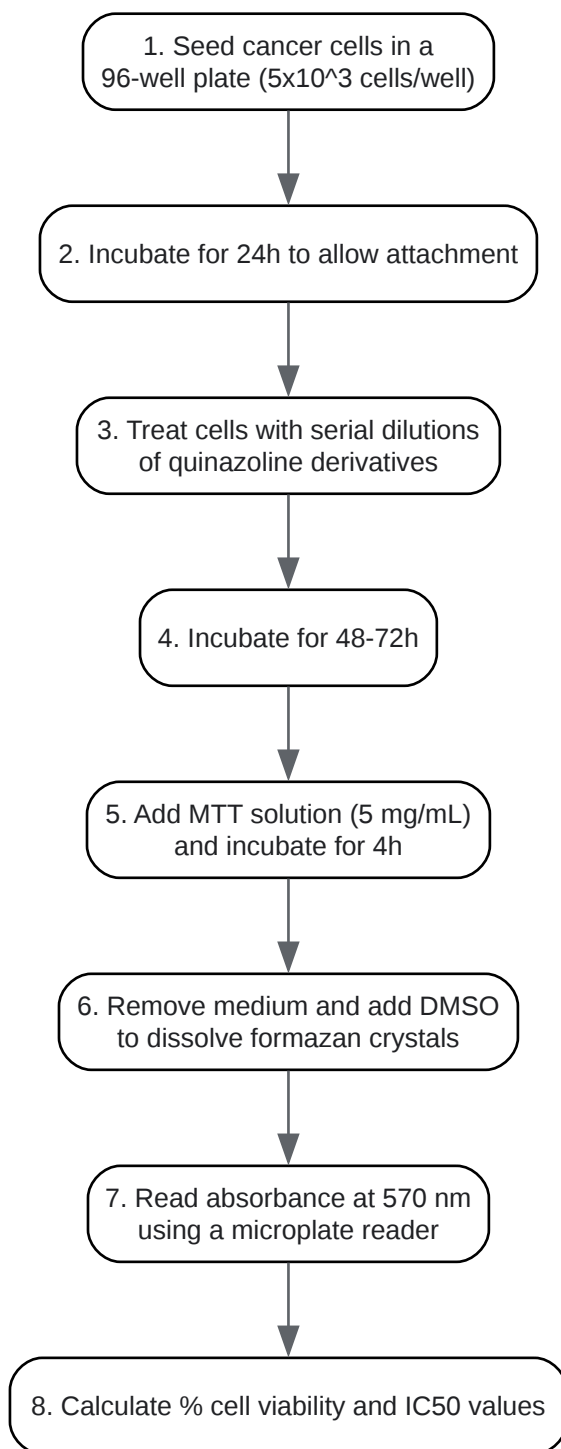 1. Seed cancer cells in a
96-well plate (5x10^3 cells/well)
2. Incubate for 24h to allow attachment
3. Treat cells with serial dilutions
of quinazoline derivatives
4. Incubate for 48-72h
5. Add MTT solution (5 mg/mL)
and incubate for 4h
6. Remove medium and add DMSO
to dissolve formazan crystals
7. Read absorbance at 570 nm
using a microplate reader
8. Calculate % cell viability and IC50 values